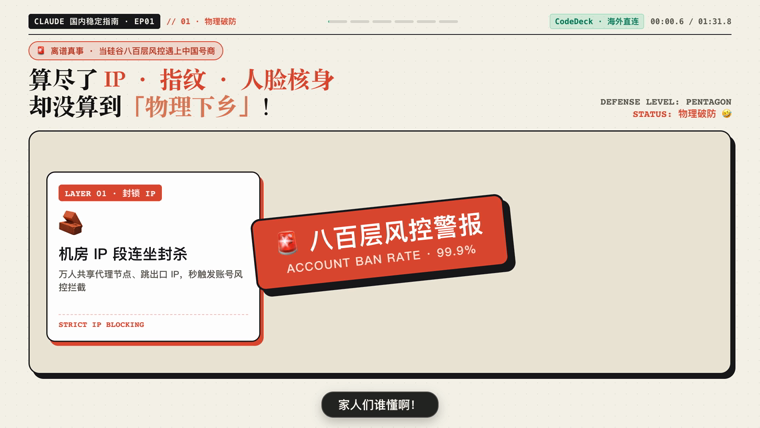 CLAUDE 国内稳定指南 · EP01
// 01 · 物理破防
CodeDeck · 海外直连
00:00.6 / 01:31.8
离谱真事 · 当硅谷八百层风控遇上中国号商
算尽了 IP · 指纹 · 人脸核身
却没算到「物理下乡」！
DEFENSE LEVEL: PENTAGON
STATUS: 物理破防
LAYER 01 · 封锁 IP
机房 IP 段连坐封杀
万人共享代理节点、跳出口 IP，秒触发账号风
控拦截
STRICT IP BLOCKING
八百层风控警报
ACCOUNT BAN RATE · 99.9%
家人们谁懂啊！